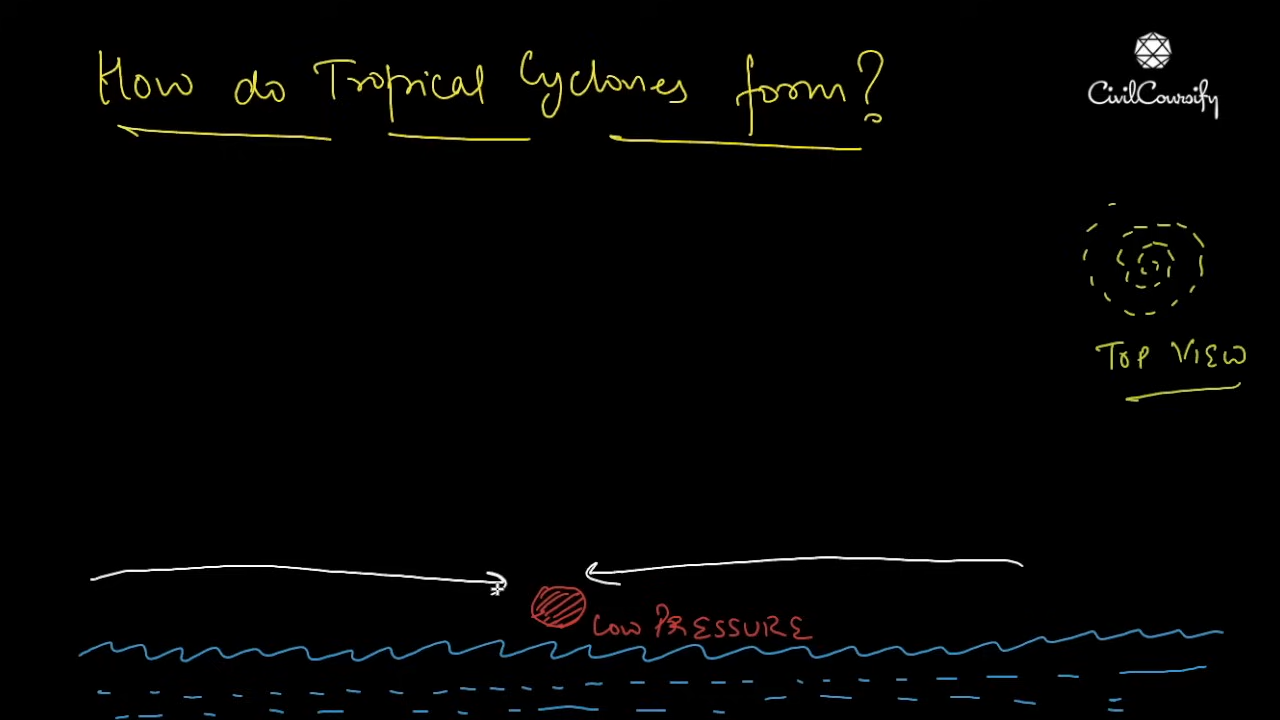 How do Tropical Cyclones form?
CivilCoursify
TOP VIEW
LOW PRESSURE